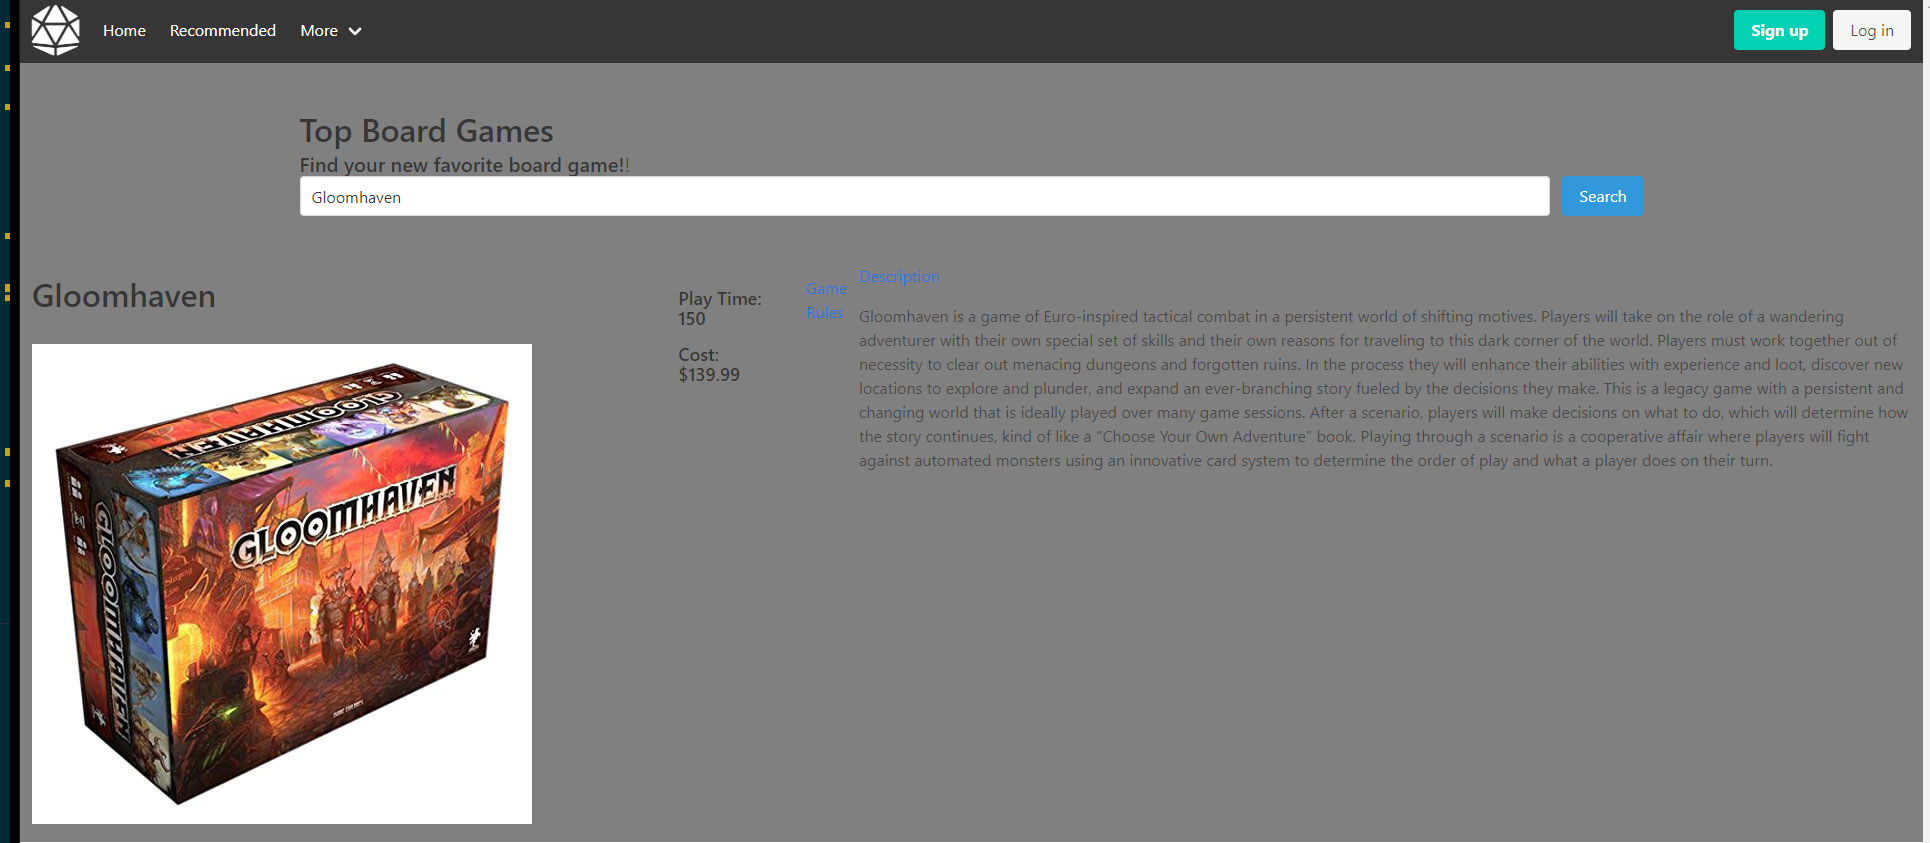 Home Recommended More Sign up Log in
Top Board Games
Find your new favorite board game!!
Gloomhaven Search
Gloomhaven
Play Time:
150
Cost:
$139.99
Game
Rules
Description
Gloomhaven is a game of Euro-inspired tactical combat in a persistent world of shifting motives. Players will take on the role of a wandering
adventurer with their own special set of skills and their own reasons for traveling to this dark corner of the world. Players must work together out of
necessity to clear out menacing dungeons and forgotten ruins. In the process they will enhance their abilities with experience and loot, discover new
locations to explore and plunder, and expand an ever-branching story fueled by the decisions they make. This is a legacy game with a persistent and
changing world that is ideally played over many game sessions. After a scenario, players will make decisions on what to do, which will determine how
the story continues, kind of like a "Choose Your Own Adventure" book. Playing through a scenario is a cooperative affair where players will fight
against automated monsters using an innovative card system to determine the order of play and what a player does on their turn.
GLOOMHAVEN
GLOOMHAVEN
GLOOMHAVEN